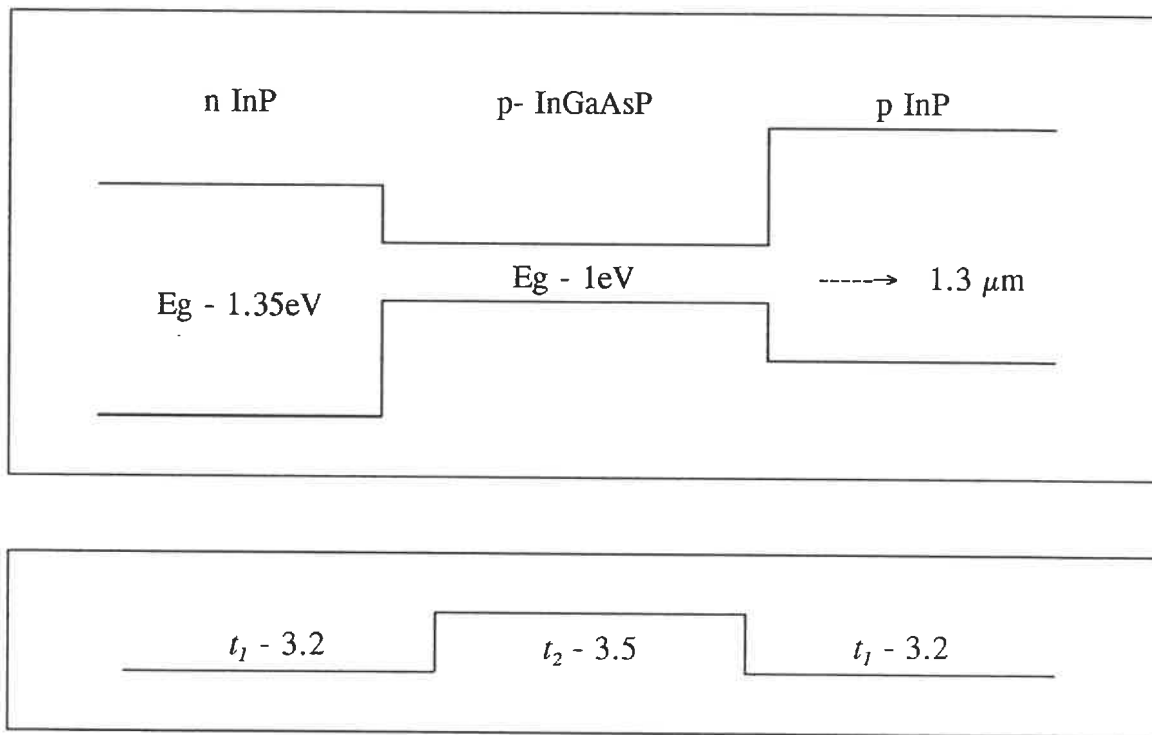 n InP
p- InGaAsP
p InP
Eg - 1.35eV
Eg - 1eV
-----→ 1.3 μm
t₁ - 3.2
t₂ - 3.5
t₁ - 3.2